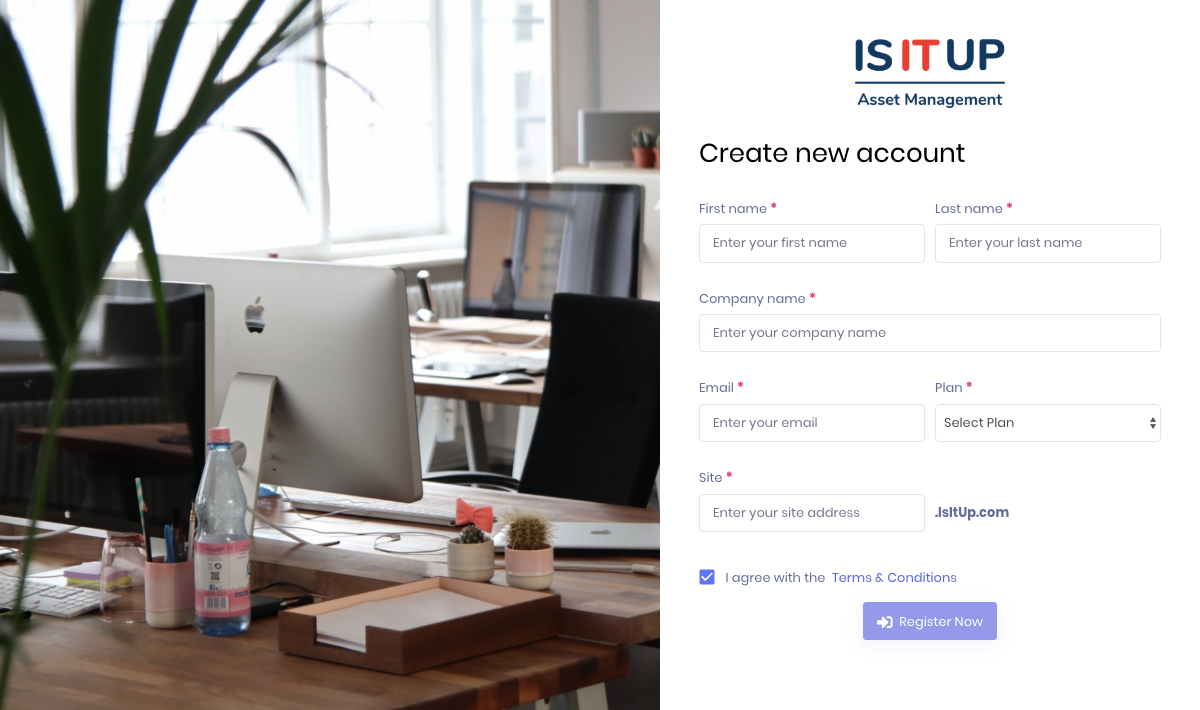 IS IT UP
Asset Management
Create new account
First name * Last name *
Enter your first name Enter your last name
Company name *
Enter your company name
Email * Plan *
Enter your email Select Plan
Site *
Enter your site address .IsItUp.com
I agree with the Terms & Conditions
Register Now